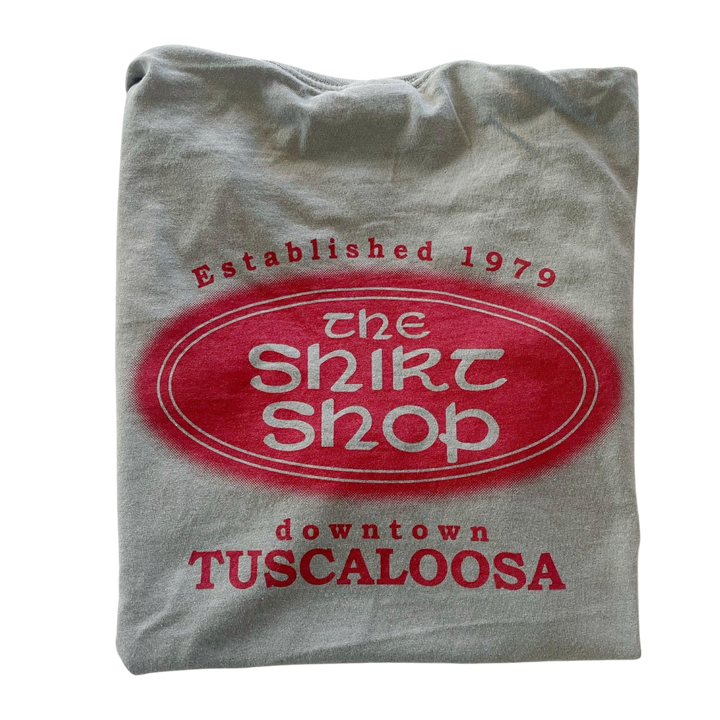 Established 1979
the
Shirt
Shop
downtown
TUSCALOOSA